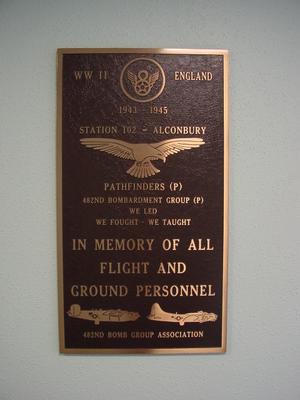 WW II ENGLAND
1943 - 1945
STATION 102 - ALCONBURY
PATHFINDERS (P)
482ND BOMBARDMENT GROUP (P)
WE LED
WE FOUGHT - WE TAUGHT
IN MEMORY OF ALL
FLIGHT AND
GROUND PERSONNEL
482ND BOMB GROUP ASSOCIATION